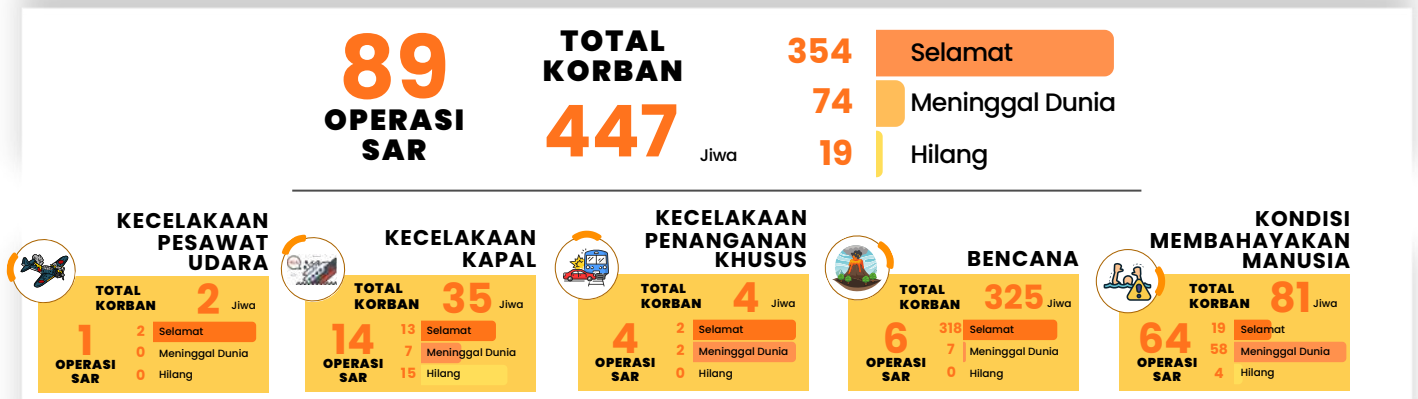 89
OPERASI
SAR
TOTAL
KORBAN
447 Jiwa
354 Selamat
74 Meninggal Dunia
19 Hilang
KECELAKAAN
PESAWAT
UDARA
TOTAL
KORBAN
2 Jiwa
1
OPERASI
SAR
2 Selamat
0 Meninggal Dunia
0 Hilang
KECELAKAAN
KAPAL
TOTAL
KORBAN
35 Jiwa
14
OPERASI
SAR
13 Selamat
7 Meninggal Dunia
15 Hilang
KECELAKAAN
PENANGANAN
KHUSUS
TOTAL
KORBAN
4 Jiwa
4
OPERASI
SAR
2 Selamat
2 Meninggal Dunia
0 Hilang
BENCANA
TOTAL
KORBAN
325 Jiwa
6
OPERASI
SAR
318 Selamat
7 Meninggal Dunia
0 Hilang
KONDISI
MEMBAHAYAKAN
MANUSIA
TOTAL
KORBAN
81 Jiwa
64
OPERASI
SAR
19 Selamat
58 Meninggal Dunia
4 Hilang